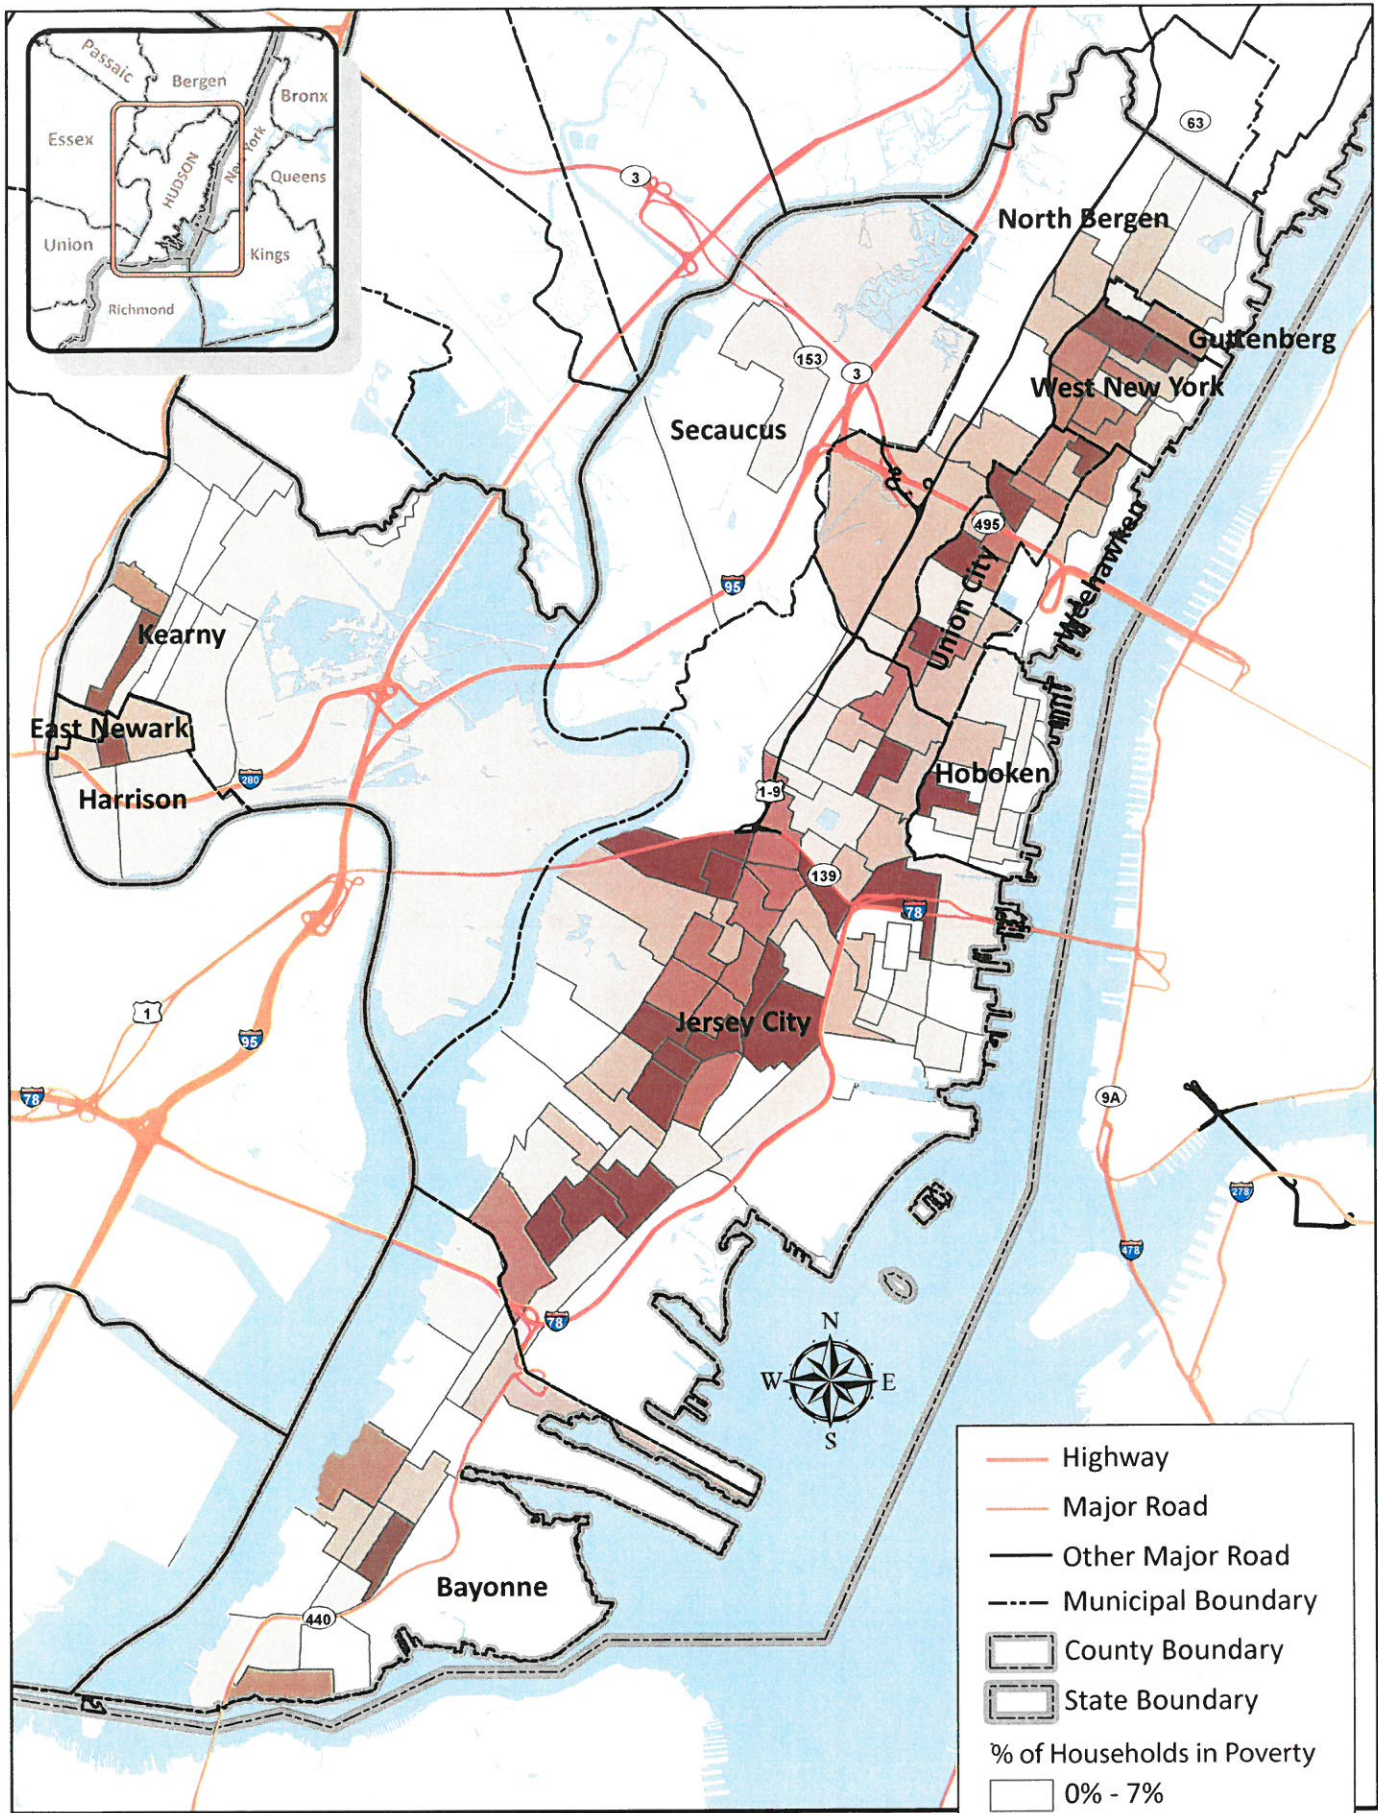 Passaic
Bergen
Bronx
Essex
HUDSON
New York
Queens
Union
Kings
Richmond
63
3
North Bergen
153
3
Guttenberg
West New York
Secaucus
495
Weehawken
95
Union City
Kearny
East Newark
280
Harrison
Hoboken
1-9
139
78
1
95
Jersey City
78
9A
278
478
78
N
W
E
S
Bayonne
440
Highway
Major Road
Other Major Road
Municipal Boundary
County Boundary
State Boundary
% of Households in Poverty
0% - 7%